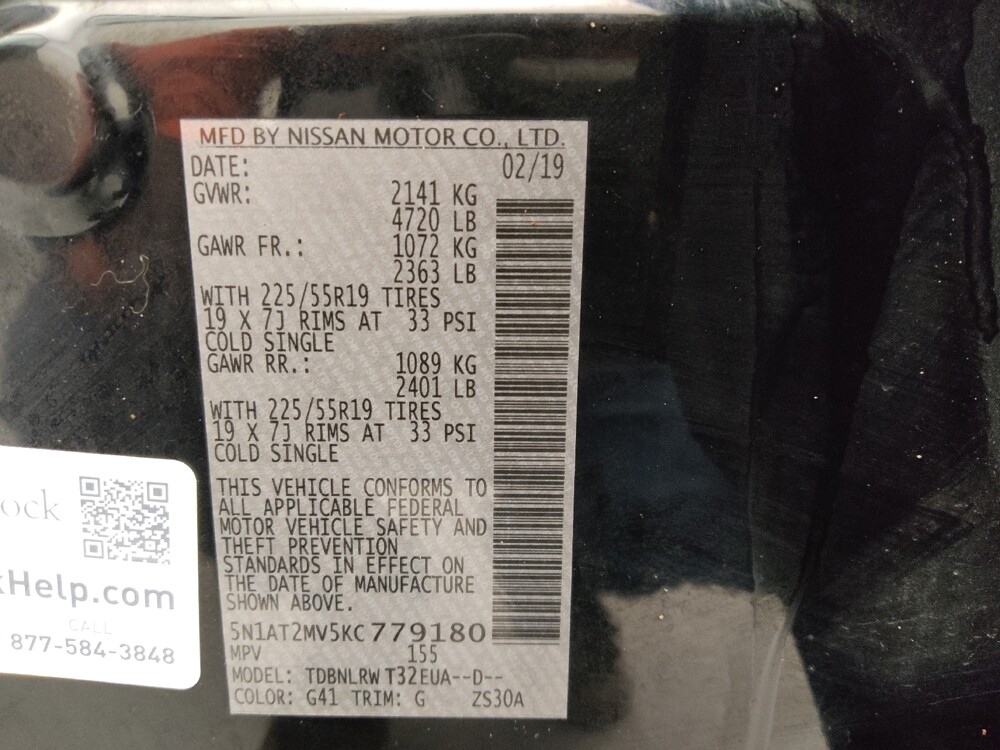 MFD BY NISSAN MOTOR CO., LTD.
DATE: 02/19
GVWR: 2141 KG
4720 LB
GAWR FR.: 1072 KG
2363 LB
WITH 225/55R19 TIRES
19 X 7J RIMS AT 33 PSI
COLD SINGLE
GAWR RR.: 1089 KG
2401 LB
WITH 225/55R19 TIRES
19 X 7J RIMS AT 33 PSI
COLD SINGLE
THIS VEHICLE CONFORMS TO
ALL APPLICABLE FEDERAL
MOTOR VEHICLE SAFETY AND
THEFT PREVENTION
STANDARDS IN EFFECT ON
THE DATE OF MANUFACTURE
SHOWN ABOVE.
5N1AT2MV5KC779180
MPV 155
MODEL: TDBNLRW T32EUA--D--
COLOR: G41 TRIM: G ZS30A
ock
kHelp.com
CALL
877-584-3848